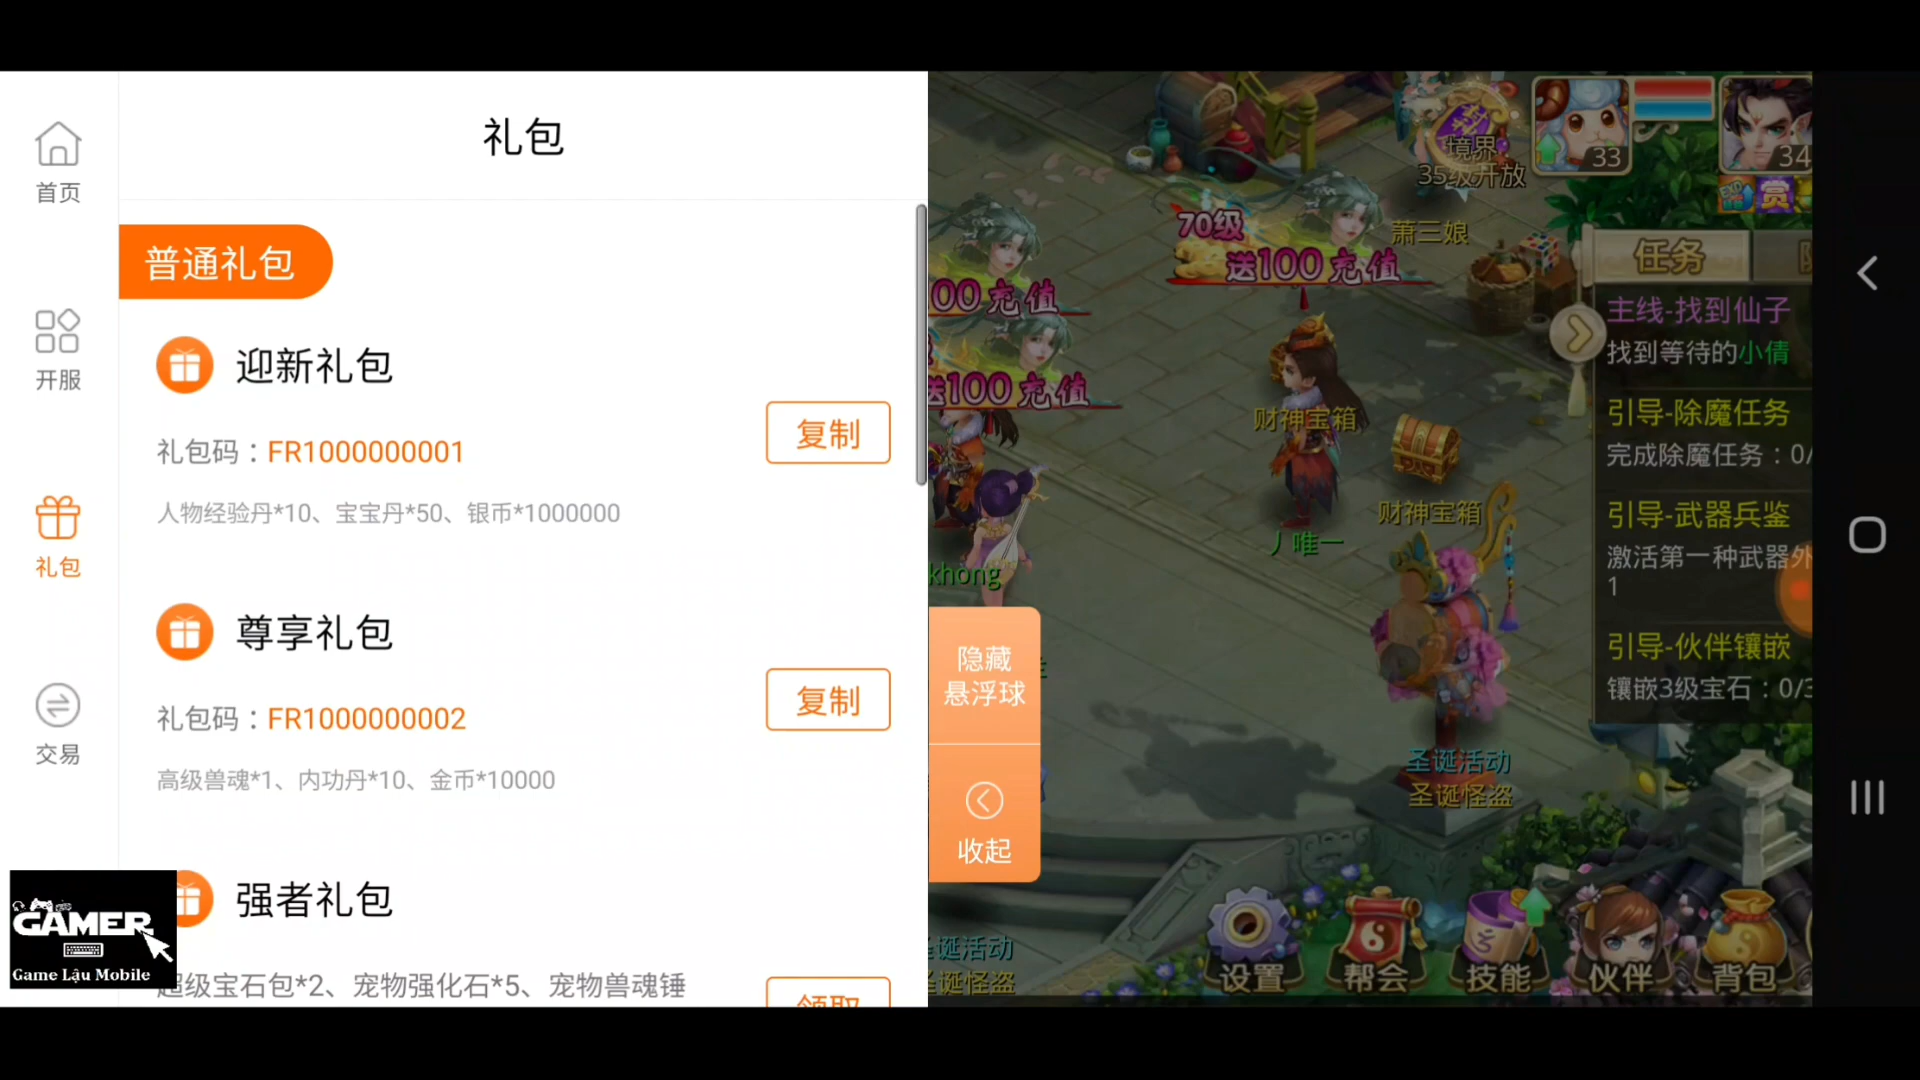 礼包
首页
开服
礼包
交易
普通礼包
迎新礼包
礼包码：FR1000000001
复制
人物经验丹*10、宝宝丹*50、银币*1000000
尊享礼包
礼包码：FR1000000002
复制
高级兽魂*1、内功丹*10、金币*10000
强者礼包
超级宝石包*2、宠物强化石*5、宠物兽魂锤
领取
GAMER
Game Lậu Mobile
隐藏
悬浮球
收起
境界
35级开放
33
34
赏
萧三娘
70级
送100充值
00充值
送100充值
财神宝箱
财神宝箱
丿唯一
khong
圣诞活动
圣诞怪盗
圣诞活动
圣诞怪盗
任务
主线-找到仙子
找到等待的小倩
引导-除魔任务
完成除魔任务：0/
引导-武器兵鉴
激活第一种武器外
1
引导-伙伴镶嵌
镶嵌3级宝石：0/3
设置
帮会
技能
伙伴
背包